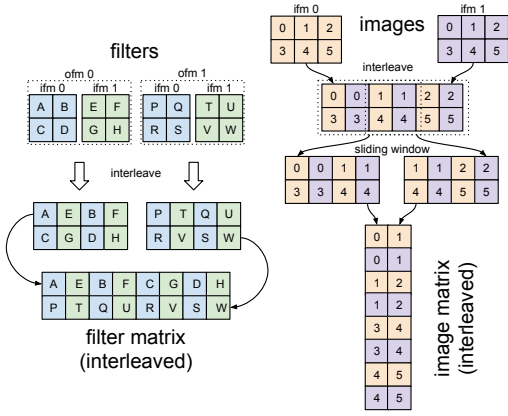 filters
ofm 0 ofm 1
ifm 0 ifm 1 ifm 0 ifm 1
A B E F P Q T U
C D G H R S V W
interleave
A E B F P T Q U
C G D H R V S W
A E B F C G D H
P T Q U R V S W
filter matrix
(interleaved)
ifm 0 images ifm 1
0 1 2 0 1 2
3 4 5 3 4 5
interleave
0 0 1 1 2 2
3 3 4 4 5 5
sliding window
0 0 1 1 1 1 2 2
3 3 4 4 4 4 5 5
0 1
0 1
1 2
1 2
3 4
3 4
4 5
4 5
image matrix
(interleaved)